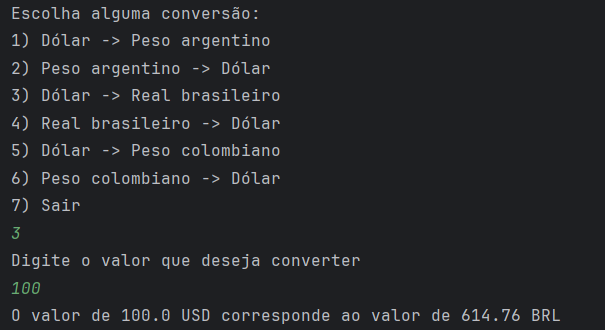 Escolha alguma conversão:
1) Dólar -> Peso argentino
2) Peso argentino -> Dólar
3) Dólar -> Real brasileiro
4) Real brasileiro -> Dólar
5) Dólar -> Peso colombiano
6) Peso colombiano -> Dólar
7) Sair
3
Digite o valor que deseja converter
100
O valor de 100.0 USD corresponde ao valor de 614.76 BRL